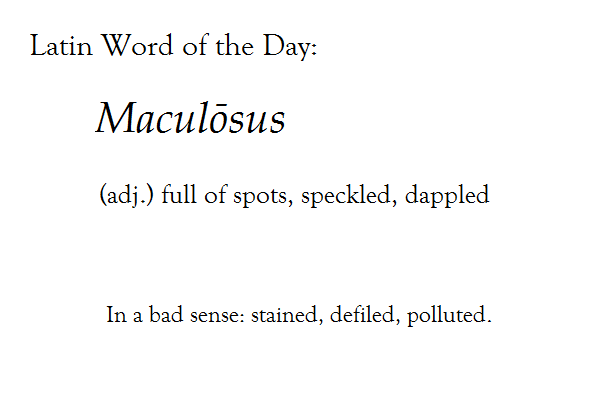 Latin Word of the Day:
Maculōsus
(adj.) full of spots, speckled, dappled
In a bad sense: stained, defiled, polluted.